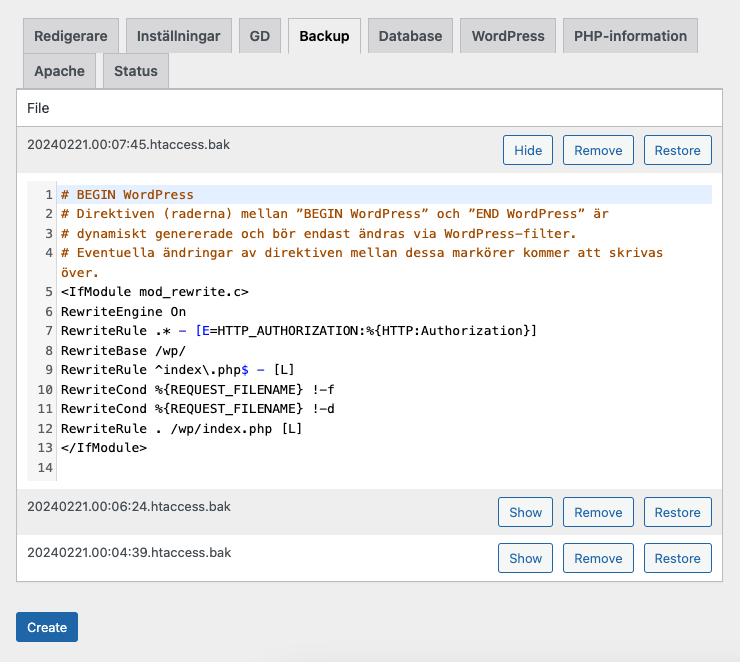 Redigerare Inställningar GD Backup Database WordPress PHP-information
Apache Status
File
20240221.00:07:45.htaccess.bak Hide Remove Restore
1 # BEGIN WordPress
2 # Direktiven (raderna) mellan ”BEGIN WordPress” och ”END WordPress” är
3 # dynamiskt genererade och bör endast ändras via WordPress-filter.
4 # Eventuella ändringar av direktiven mellan dessa markörer kommer att skrivas
över.
5 <IfModule mod_rewrite.c>
6 RewriteEngine On
7 RewriteRule .* - [E=HTTP_AUTHORIZATION:%{HTTP:Authorization}]
8 RewriteBase /wp/
9 RewriteRule ^index\.php$ - [L]
10 RewriteCond %{REQUEST_FILENAME} !-f
11 RewriteCond %{REQUEST_FILENAME} !-d
12 RewriteRule . /wp/index.php [L]
13 </IfModule>
14
20240221.00:06:24.htaccess.bak Show Remove Restore
20240221.00:04:39.htaccess.bak Show Remove Restore
Create